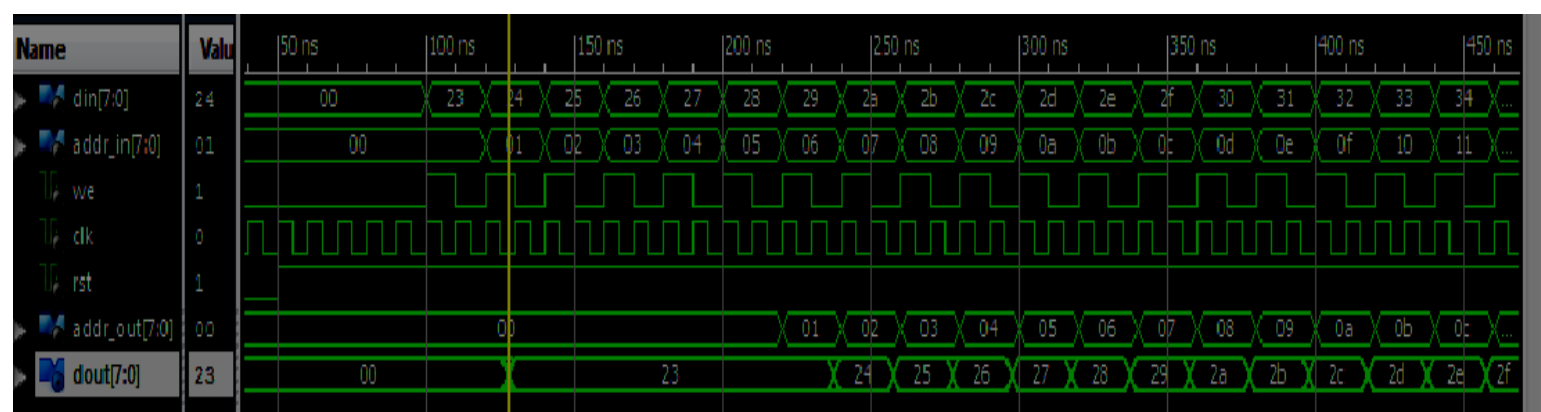 Name Valu 50 ns 100 ns 150 ns 200 ns 250 ns 300 ns 350 ns 400 ns 450 ns
din[7:0] 24 00 23 24 25 26 27 28 29 2a 2b 2c 2d 2e 2f 30 31 32 33 34 ...
addr_in[7:0] 01 00 01 02 03 04 05 06 07 08 09 0a 0b 0c 0d 0e 0f 10 11 ...
we 1
clk 0
rst 1
addr_out[7:0] 00 00 01 02 03 04 05 06 07 08 09 0a 0b 0c ...
dout[7:0] 23 00 23 24 25 26 27 28 29 2a 2b 2c 2d 2e 2f